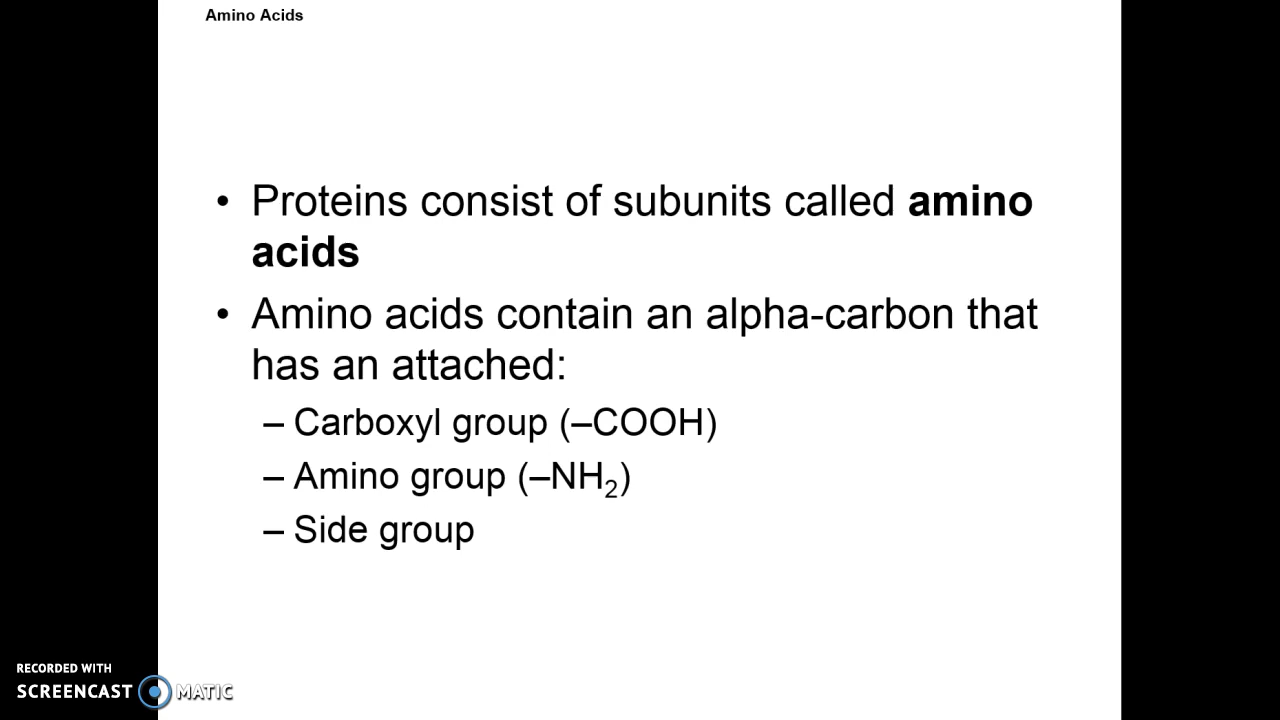 Amino Acids
• Proteins consist of subunits called amino
acids
• Amino acids contain an alpha-carbon that
has an attached:
– Carboxyl group (–COOH)
– Amino group (–NH₂)
– Side group
RECORDED WITH
SCREENCAST MATIC